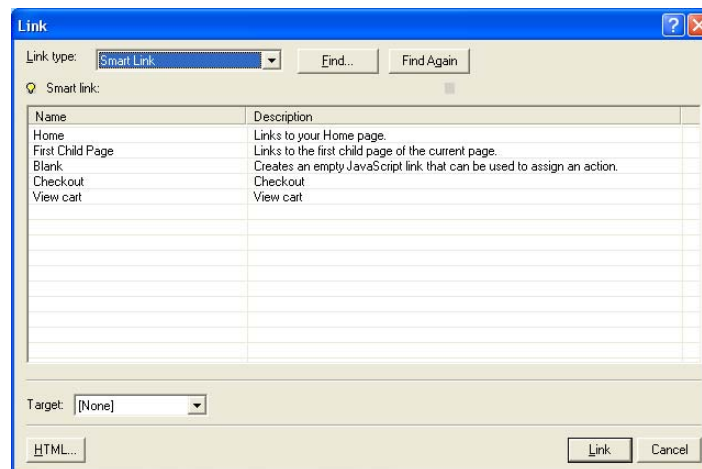 Link
Link type: Smart Link Find... Find Again
Smart link:
Name Description
Home Links to your Home page.
First Child Page Links to the first child page of the current page.
Blank Creates an empty JavaScript link that can be used to assign an action.
Checkout Checkout
View cart View cart
Target: [None]
HTML... Link Cancel